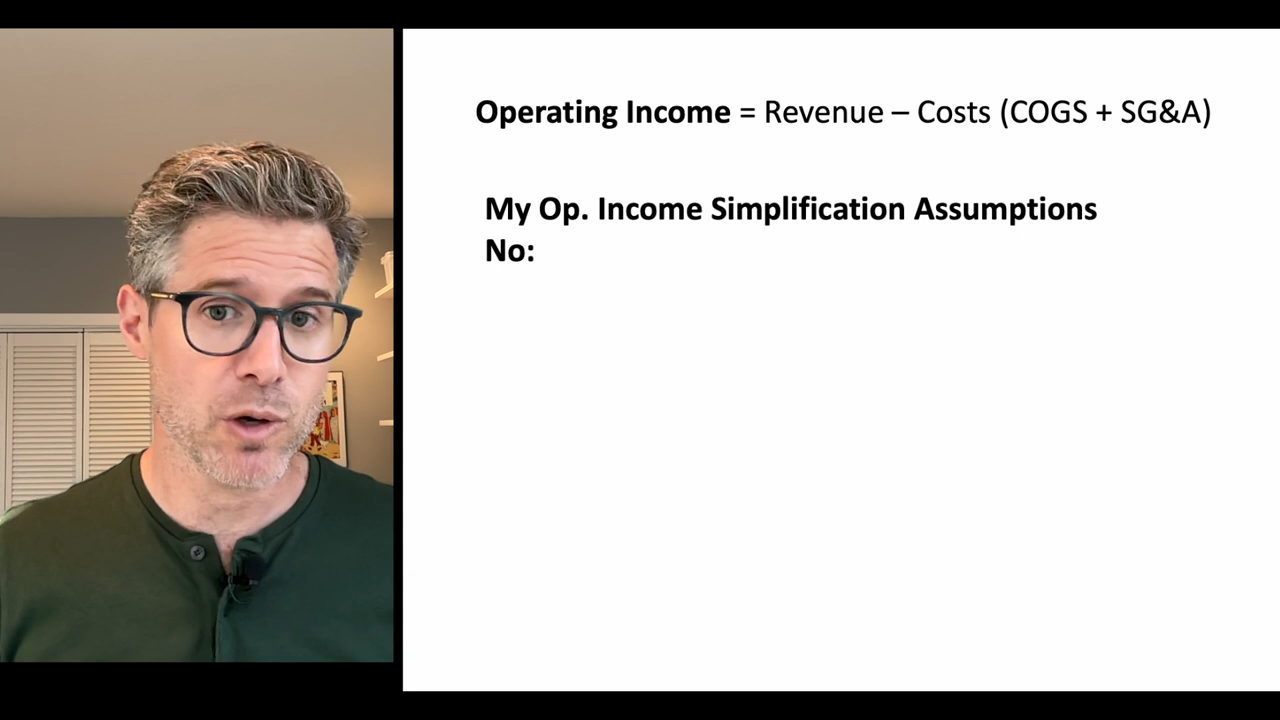 Operating Income = Revenue – Costs (COGS + SG&A)
My Op. Income Simplification Assumptions
No: